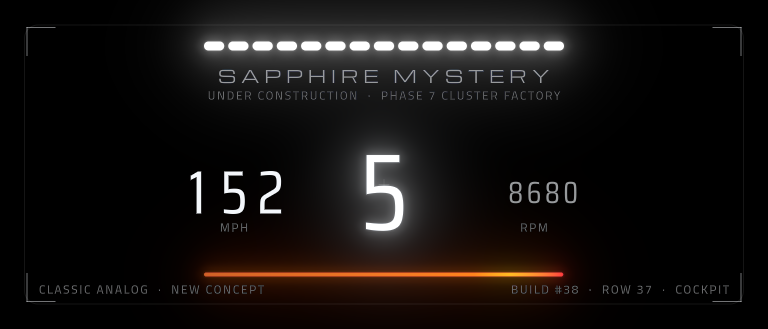 SAPPHIRE MYSTERY
UNDER CONSTRUCTION · PHASE 7 CLUSTER FACTORY
152 5 8680
MPH RPM
CLASSIC ANALOG · NEW CONCEPT BUILD #38 · ROW 37 · COCKPIT